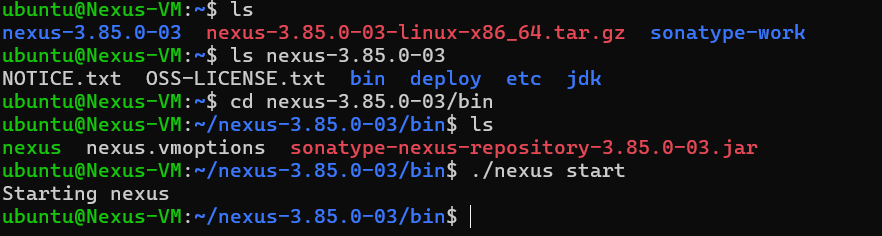 ubuntu@Nexus-VM:~$ ls
nexus-3.85.0-03  nexus-3.85.0-03-linux-x86_64.tar.gz  sonatype-work
ubuntu@Nexus-VM:~$ ls nexus-3.85.0-03
NOTICE.txt  OSS-LICENSE.txt  bin  deploy  etc  jdk
ubuntu@Nexus-VM:~$ cd nexus-3.85.0-03/bin
ubuntu@Nexus-VM:~/nexus-3.85.0-03/bin$ ls
nexus  nexus.vmoptions  sonatype-nexus-repository-3.85.0-03.jar
ubuntu@Nexus-VM:~/nexus-3.85.0-03/bin$ ./nexus start
Starting nexus
ubuntu@Nexus-VM:~/nexus-3.85.0-03/bin$